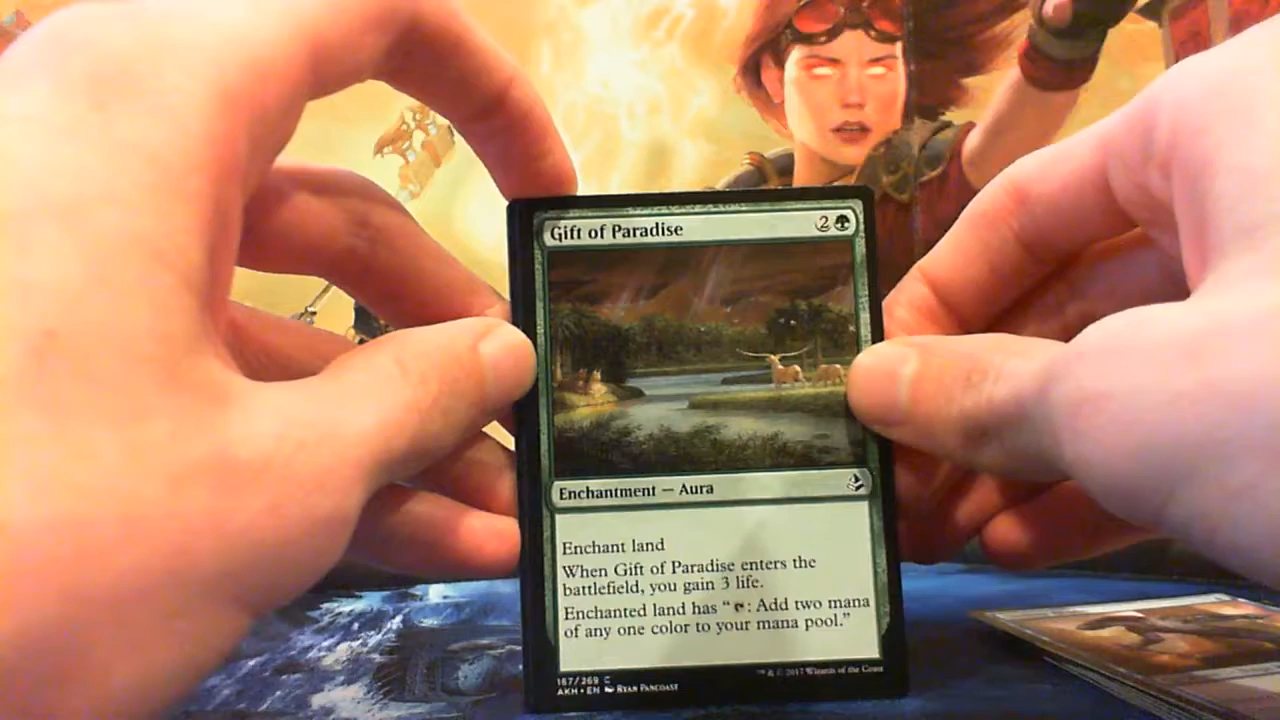 Gift of Paradise 2
Enchantment — Aura
Enchant land
When Gift of Paradise enters the
battlefield, you gain 3 life.
Enchanted land has “: Add two mana
of any one color to your mana pool.”
167/269 C
AKH • EN Ryan Pancoast
™ & © 2017 Wizards of the Coast